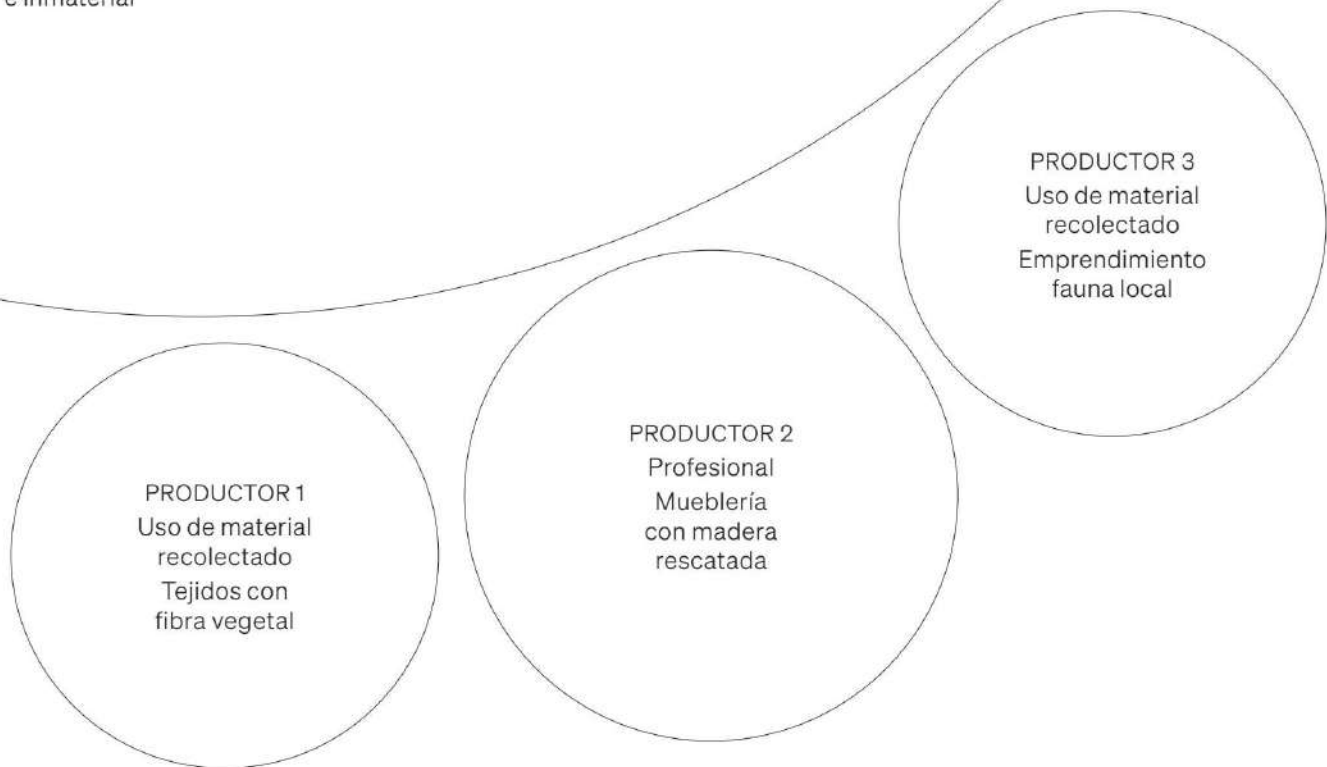 e inmaterial
PRODUCTOR 3
Uso de material
recolectado
Emprendimiento
fauna local
PRODUCTOR 2
Profesional
Mueblería
con madera
rescatada
PRODUCTOR 1
Uso de material
recolectado
Tejidos con
fibra vegetal